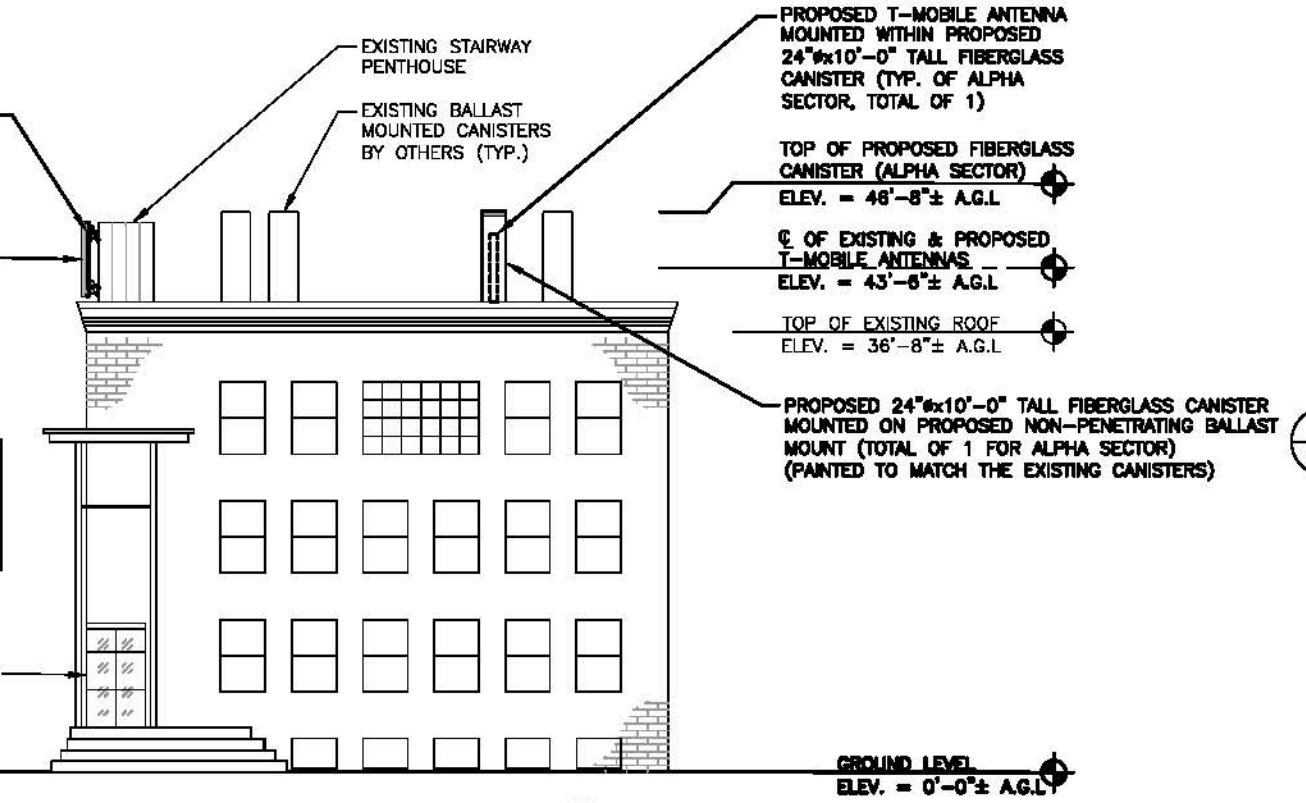 EXISTING STAIRWAY
PENTHOUSE
EXISTING BALLAST
MOUNTED CANISTERS
BY OTHERS (TYP.)
PROPOSED T-MOBILE ANTENNA
MOUNTED WITHIN PROPOSED
24"øx10'-0" TALL FIBERGLASS
CANISTER (TYP. OF ALPHA
SECTOR, TOTAL OF 1)
TOP OF PROPOSED FIBERGLASS
CANISTER (ALPHA SECTOR)
ELEV. = 46'-8"± A.G.L
℄ OF EXISTING & PROPOSED
T-MOBILE ANTENNAS
ELEV. = 43'-6"± A.G.L
TOP OF EXISTING ROOF
ELEV. = 36'-8"± A.G.L
PROPOSED 24"øx10'-0" TALL FIBERGLASS CANISTER
MOUNTED ON PROPOSED NON-PENETRATING BALLAST
MOUNT (TOTAL OF 1 FOR ALPHA SECTOR)
(PAINTED TO MATCH THE EXISTING CANISTERS)
GROUND LEVEL
ELEV. = 0'-0"± A.G.L